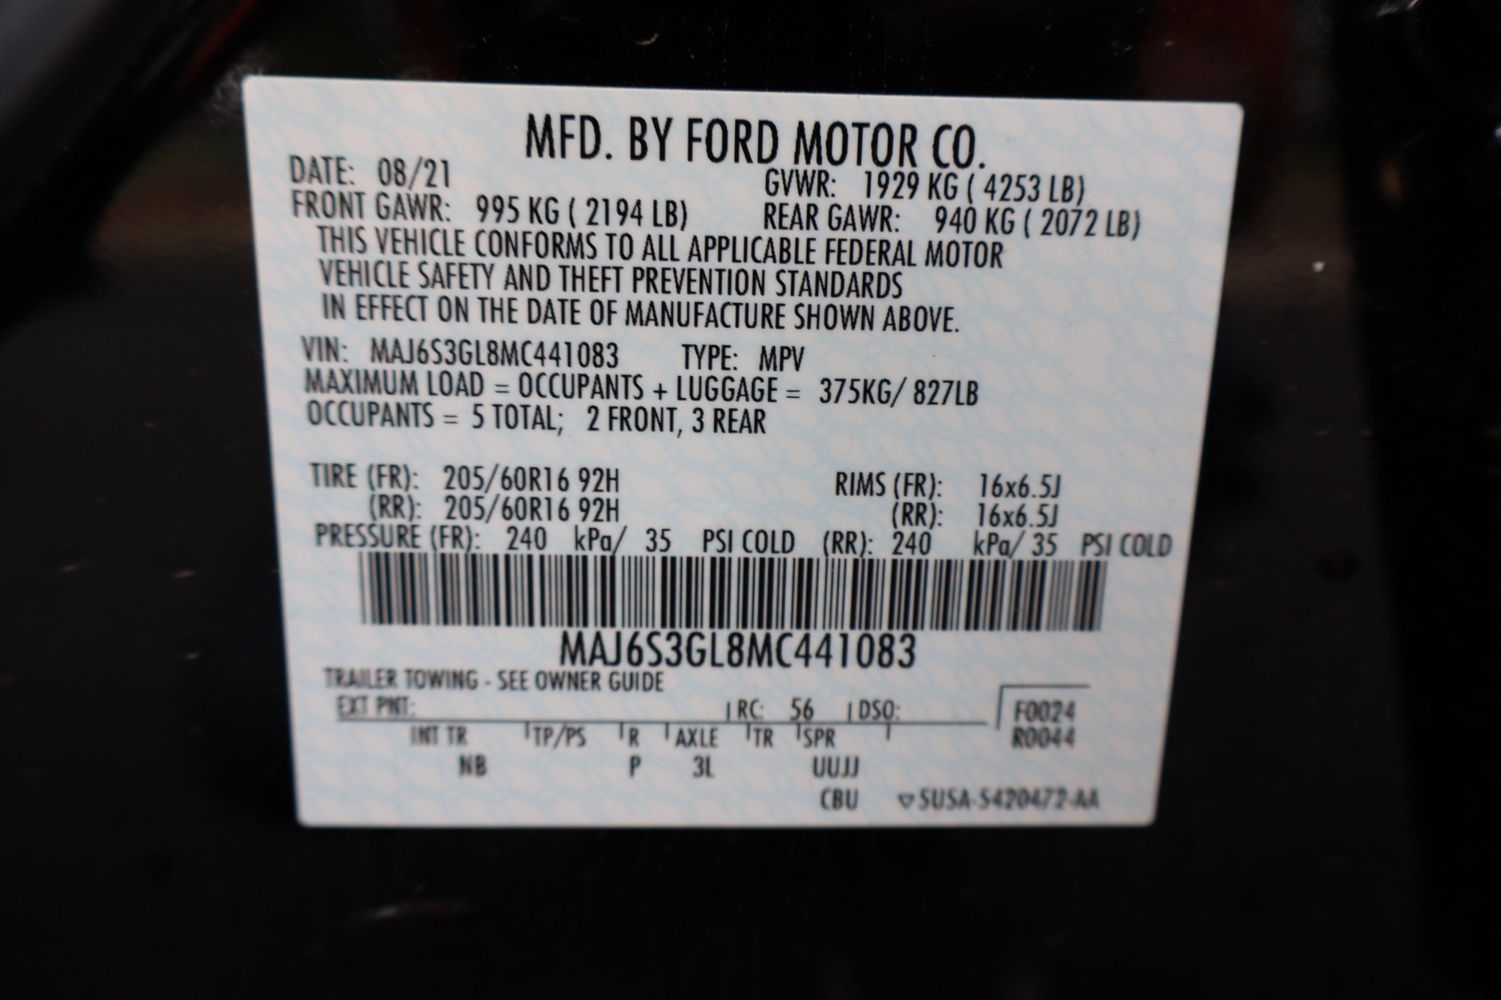 MFD. BY FORD MOTOR CO.
DATE: 08/21 GVWR: 1929 KG ( 4253 LB)
FRONT GAWR: 995 KG ( 2194 LB) REAR GAWR: 940 KG ( 2072 LB)
THIS VEHICLE CONFORMS TO ALL APPLICABLE FEDERAL MOTOR
VEHICLE SAFETY AND THEFT PREVENTION STANDARDS
IN EFFECT ON THE DATE OF MANUFACTURE SHOWN ABOVE.
VIN: MAJ6S3GL8MC441083 TYPE: MPV
MAXIMUM LOAD = OCCUPANTS + LUGGAGE = 375KG/ 827LB
OCCUPANTS = 5 TOTAL; 2 FRONT, 3 REAR
TIRE (FR): 205/60R16 92H RIMS (FR): 16x6.5J
(RR): 205/60R16 92H (RR): 16x6.5J
PRESSURE (FR): 240 kPa/ 35 PSI COLD (RR): 240 kPa/ 35 PSI COLD
MAJ6S3GL8MC441083
TRAILER TOWING - SEE OWNER GUIDE
EXT PNT: RC: 56 DSO: F0024
INT TR TP/PS R AXLE TR SPR R0044
NB P 3L UUJJ
CBU ▽5U5A-5420472-AA